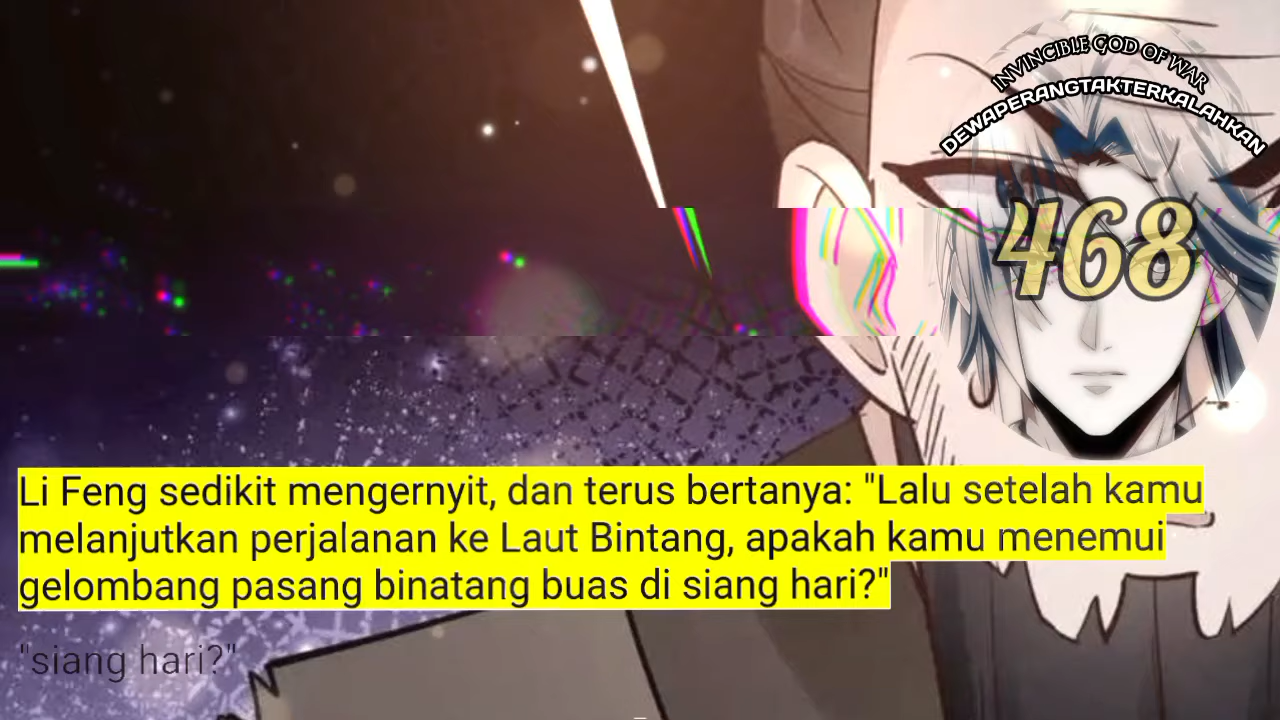 INVINCIBLE GOD OF WAR
DEWAPERANGTAKTERKALAHKAN
468
Li Feng sedikit mengernyit, dan terus bertanya: "Lalu setelah kamu
melanjutkan perjalanan ke Laut Bintang, apakah kamu menemui
gelombang pasang binatang buas di siang hari?"
"siang hari?"